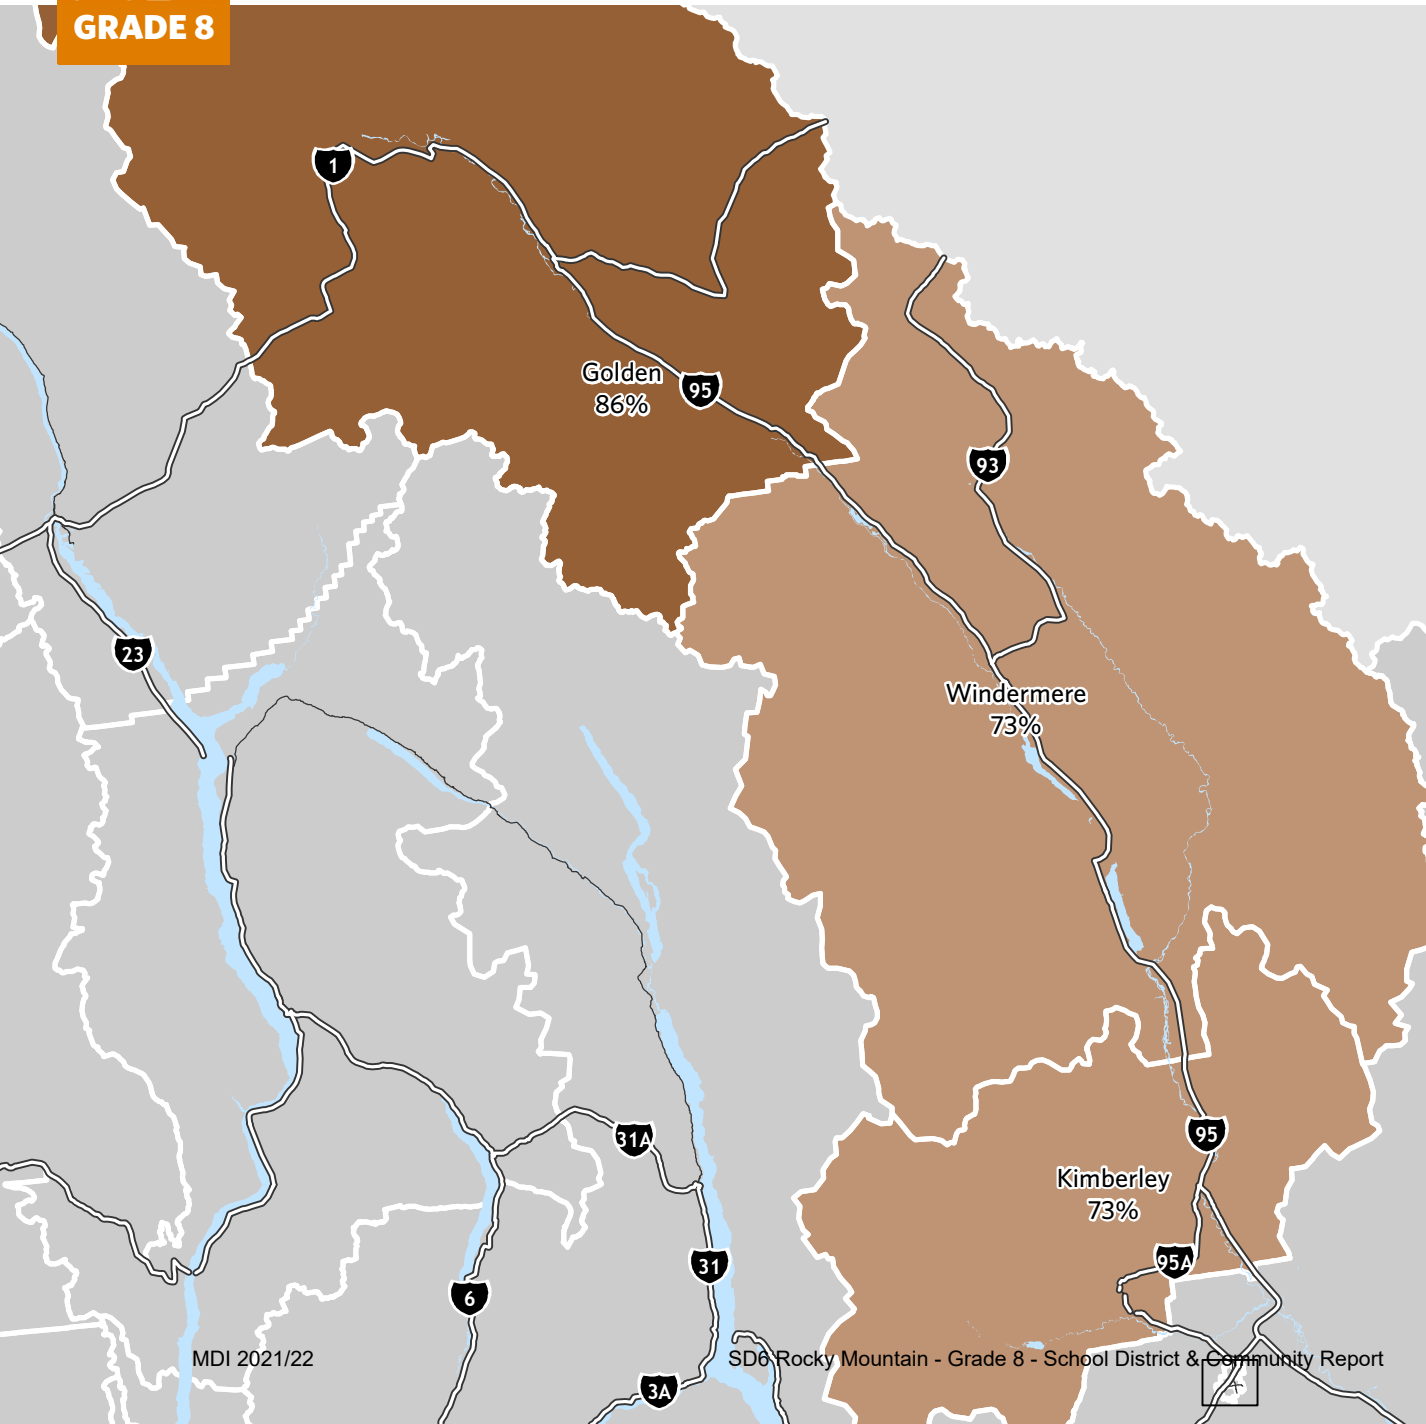 GRADE 8
1
Golden
86%
95
93
23
Windermere
73%
95
31A
Kimberley
73%
95A
31
6
MDI 2021/22
SD6 Rocky Mountain - Grade 8 - School District & Community Report
3A